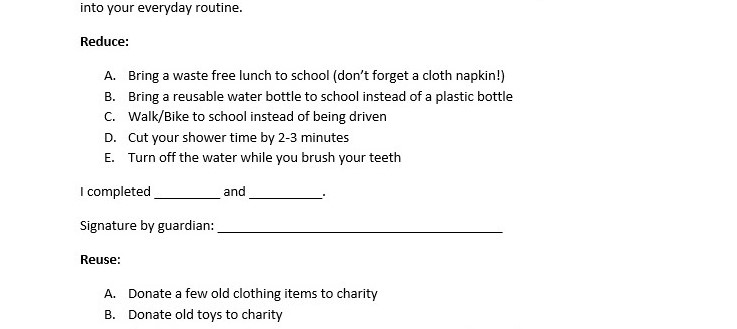 into your everyday routine.
Reduce:
A. Bring a waste free lunch to school (don’t forget a cloth napkin!)
B. Bring a reusable water bottle to school instead of a plastic bottle
C. Walk/Bike to school instead of being driven
D. Cut your shower time by 2-3 minutes
E. Turn off the water while you brush your teeth
I completed __________ and ___________.
Signature by guardian: ___________________________________________
Reuse:
A. Donate a few old clothing items to charity
B. Donate old toys to charity